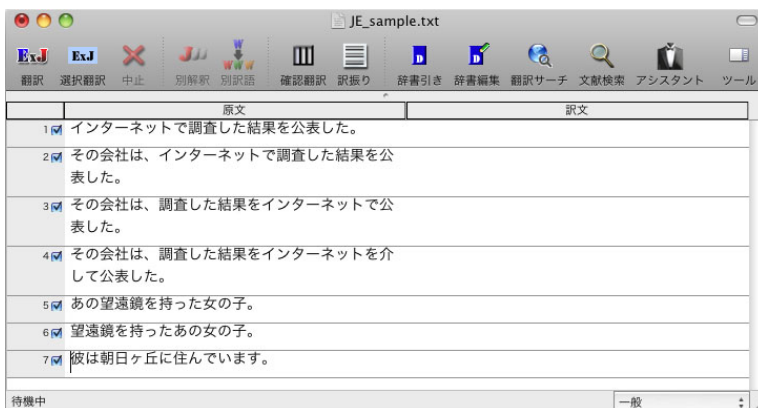 JE_sample.txt
ExJ ExJ
翻訳 選択翻訳 中止 別解釈 別訳語 確認翻訳 訳振り 辞書引き 辞書編集 翻訳サーチ 文献検索 アシスタント ツール
原文 訳文
1 インターネットで調査した結果を公表した。
2 その会社は、インターネットで調査した結果を公
表した。
3 その会社は、調査した結果をインターネットで公
表した。
4 その会社は、調査した結果をインターネットを介
して公表した。
5 あの望遠鏡を持った女の子。
6 望遠鏡を持ったあの女の子。
7 彼は朝日ヶ丘に住んでいます。
待機中 一般